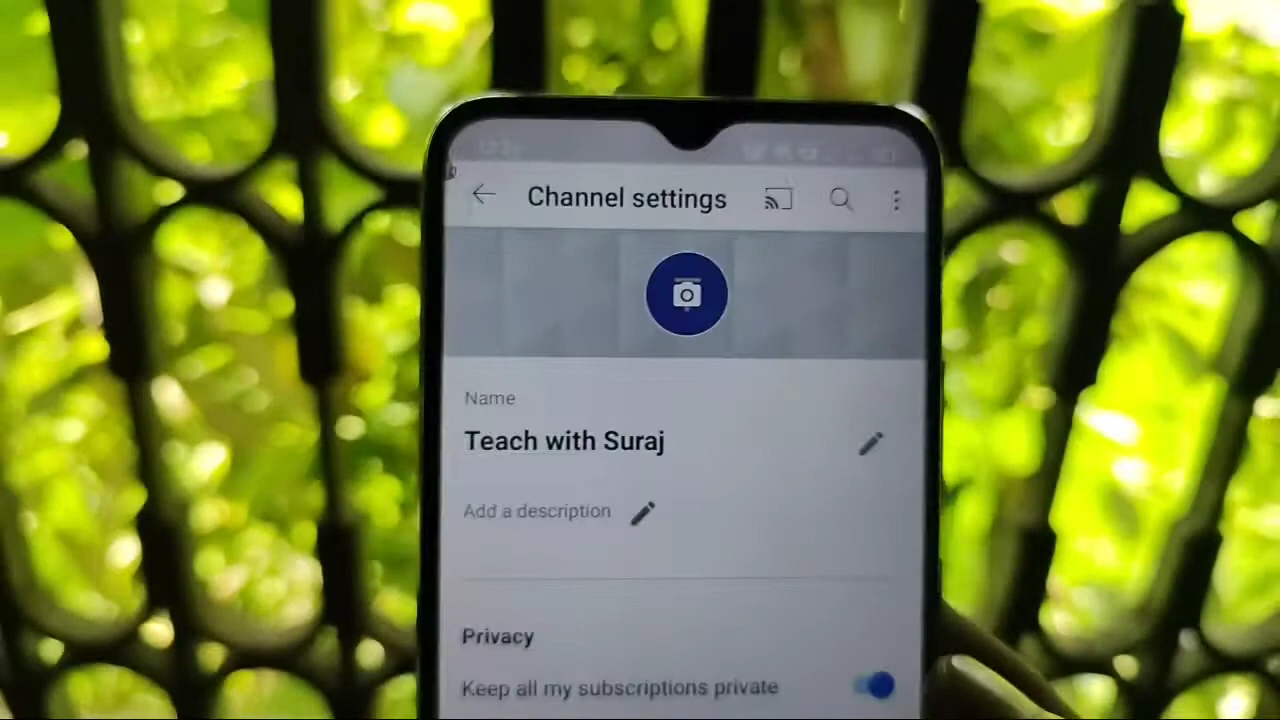 Channel settings
Name
Teach with Suraj
Add a description
Privacy
Keep all my subscriptions private